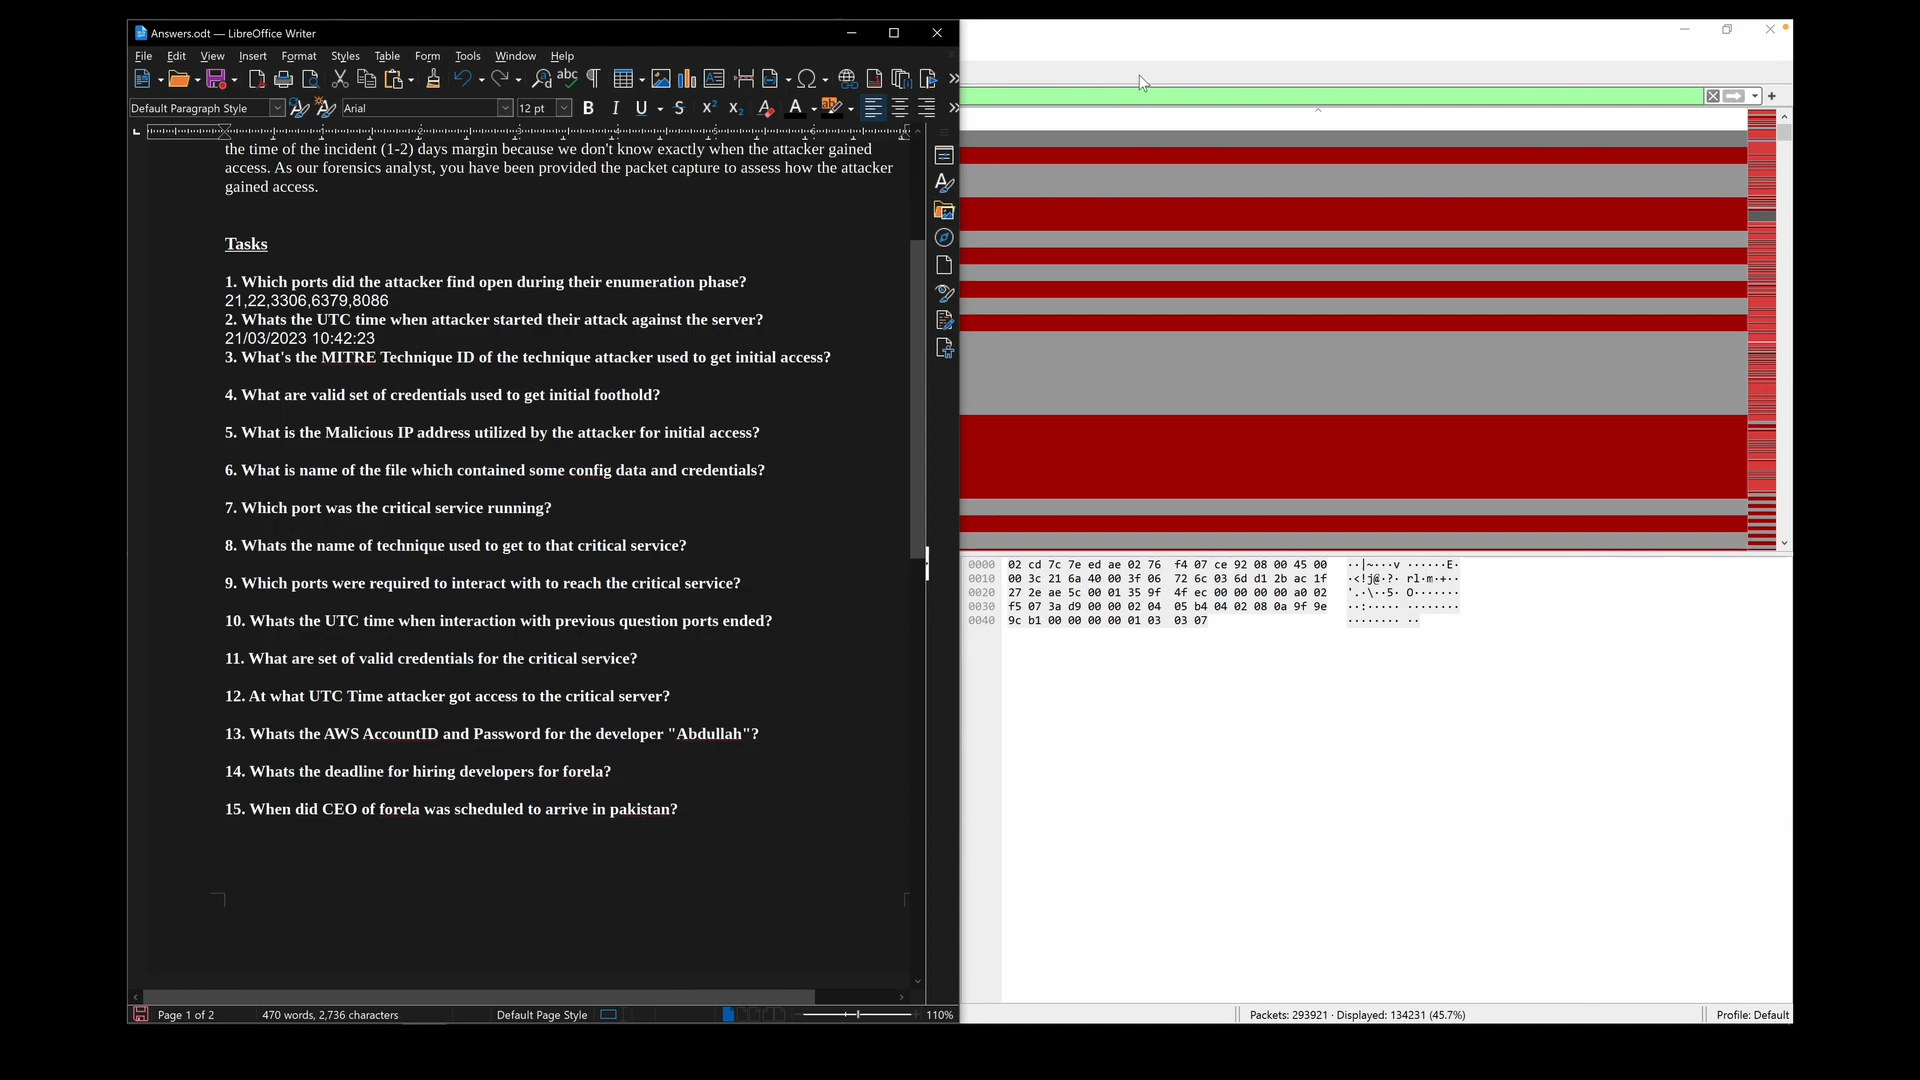 Answers.odt — LibreOffice Writer
File Edit View Insert Format Styles Table Form Tools Window Help
Default Paragraph Style Arial 12 pt
the time of the incident (1-2) days margin because we don't know exactly when the attacker gained
access. As our forensics analyst, you have been provided the packet capture to assess how the attacker
gained access.
Tasks
1. Which ports did the attacker find open during their enumeration phase?
21,22,3306,6379,8086
2. Whats the UTC time when attacker started their attack against the server?
21/03/2023 10:42:23
3. What's the MITRE Technique ID of the technique attacker used to get initial access?
4. What are valid set of credentials used to get initial foothold?
5. What is the Malicious IP address utilized by the attacker for initial access?
6. What is name of the file which contained some config data and credentials?
7. Which port was the critical service running?
8. Whats the name of technique used to get to that critical service?
9. Which ports were required to interact with to reach the critical service?
10. Whats the UTC time when interaction with previous question ports ended?
11. What are set of valid credentials for the critical service?
12. At what UTC Time attacker got access to the critical server?
13. Whats the AWS AccountID and Password for the developer "Abdullah"?
14. Whats the deadline for hiring developers for forela?
15. When did CEO of forela was scheduled to arrive in pakistan?
Page 1 of 2 470 words, 2,736 characters Default Page Style 110%
0000 02 cd 7c 7e ed ae 02 76 f4 07 ce 92 08 00 45 00 ··|~···v ······E·
0010 00 3c 21 6a 40 00 3f 06 72 6c 03 6d d1 2b ac 1f ·<!j@·?· rl·m·+··
0020 27 2e ae 5c 00 01 35 9f 4f ec 00 00 00 00 a0 02 '.·\··5· O·······
0030 f5 07 3a d9 00 00 02 04 05 b4 04 02 08 0a 9f 9e ··:····· ········
0040 9c b1 00 00 00 00 01 03 03 07 ········ ··
Packets: 293921 · Displayed: 134231 (45.7%) Profile: Default